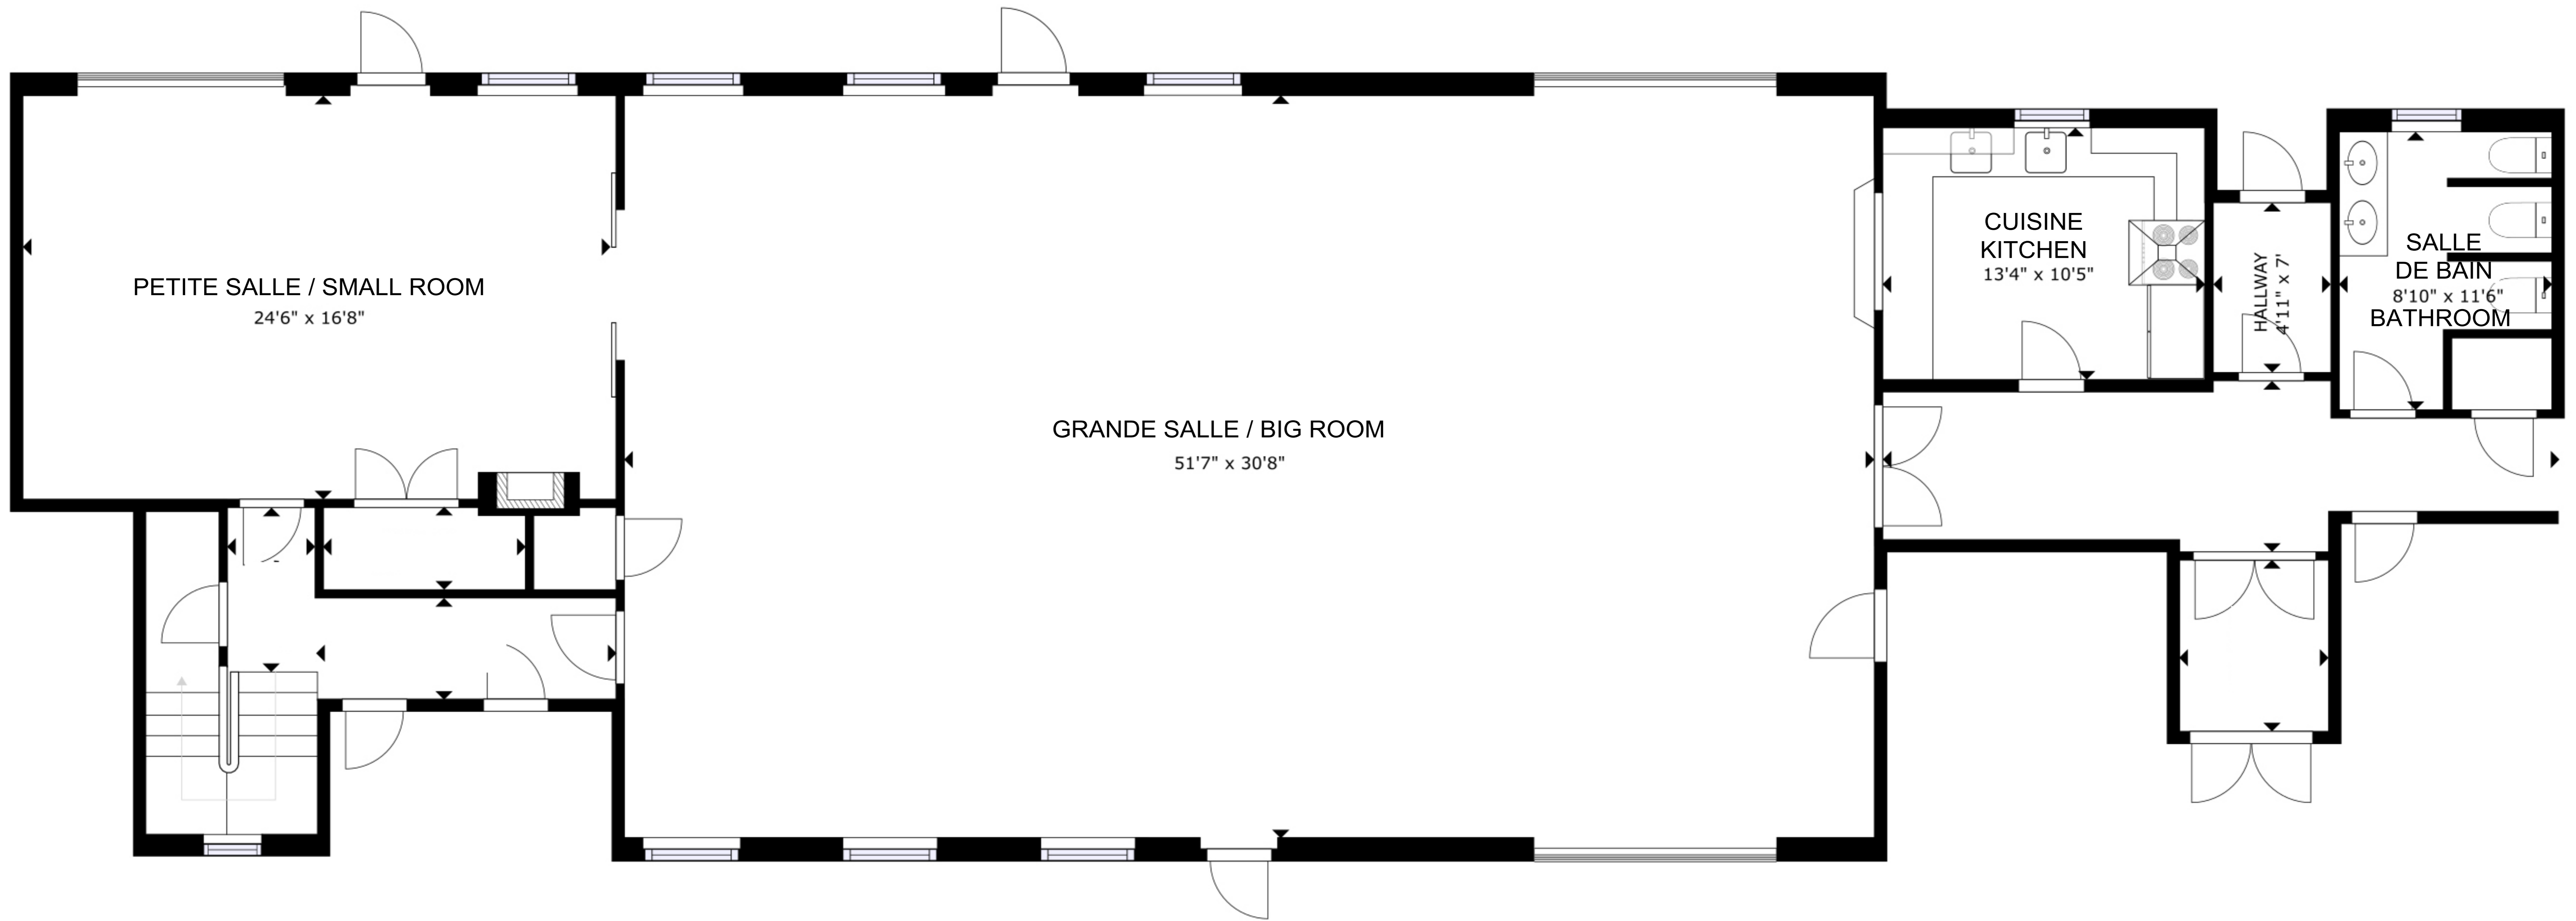 PETITE SALLE / SMALL ROOM
24'6" x 16'8"
GRANDE SALLE / BIG ROOM
51'7" x 30'8"
CUISINE
KITCHEN
13'4" x 10'5"
HALLWAY
4'11" x 7'
SALLE
DE BAIN
8'10" x 11'6"
BATHROOM